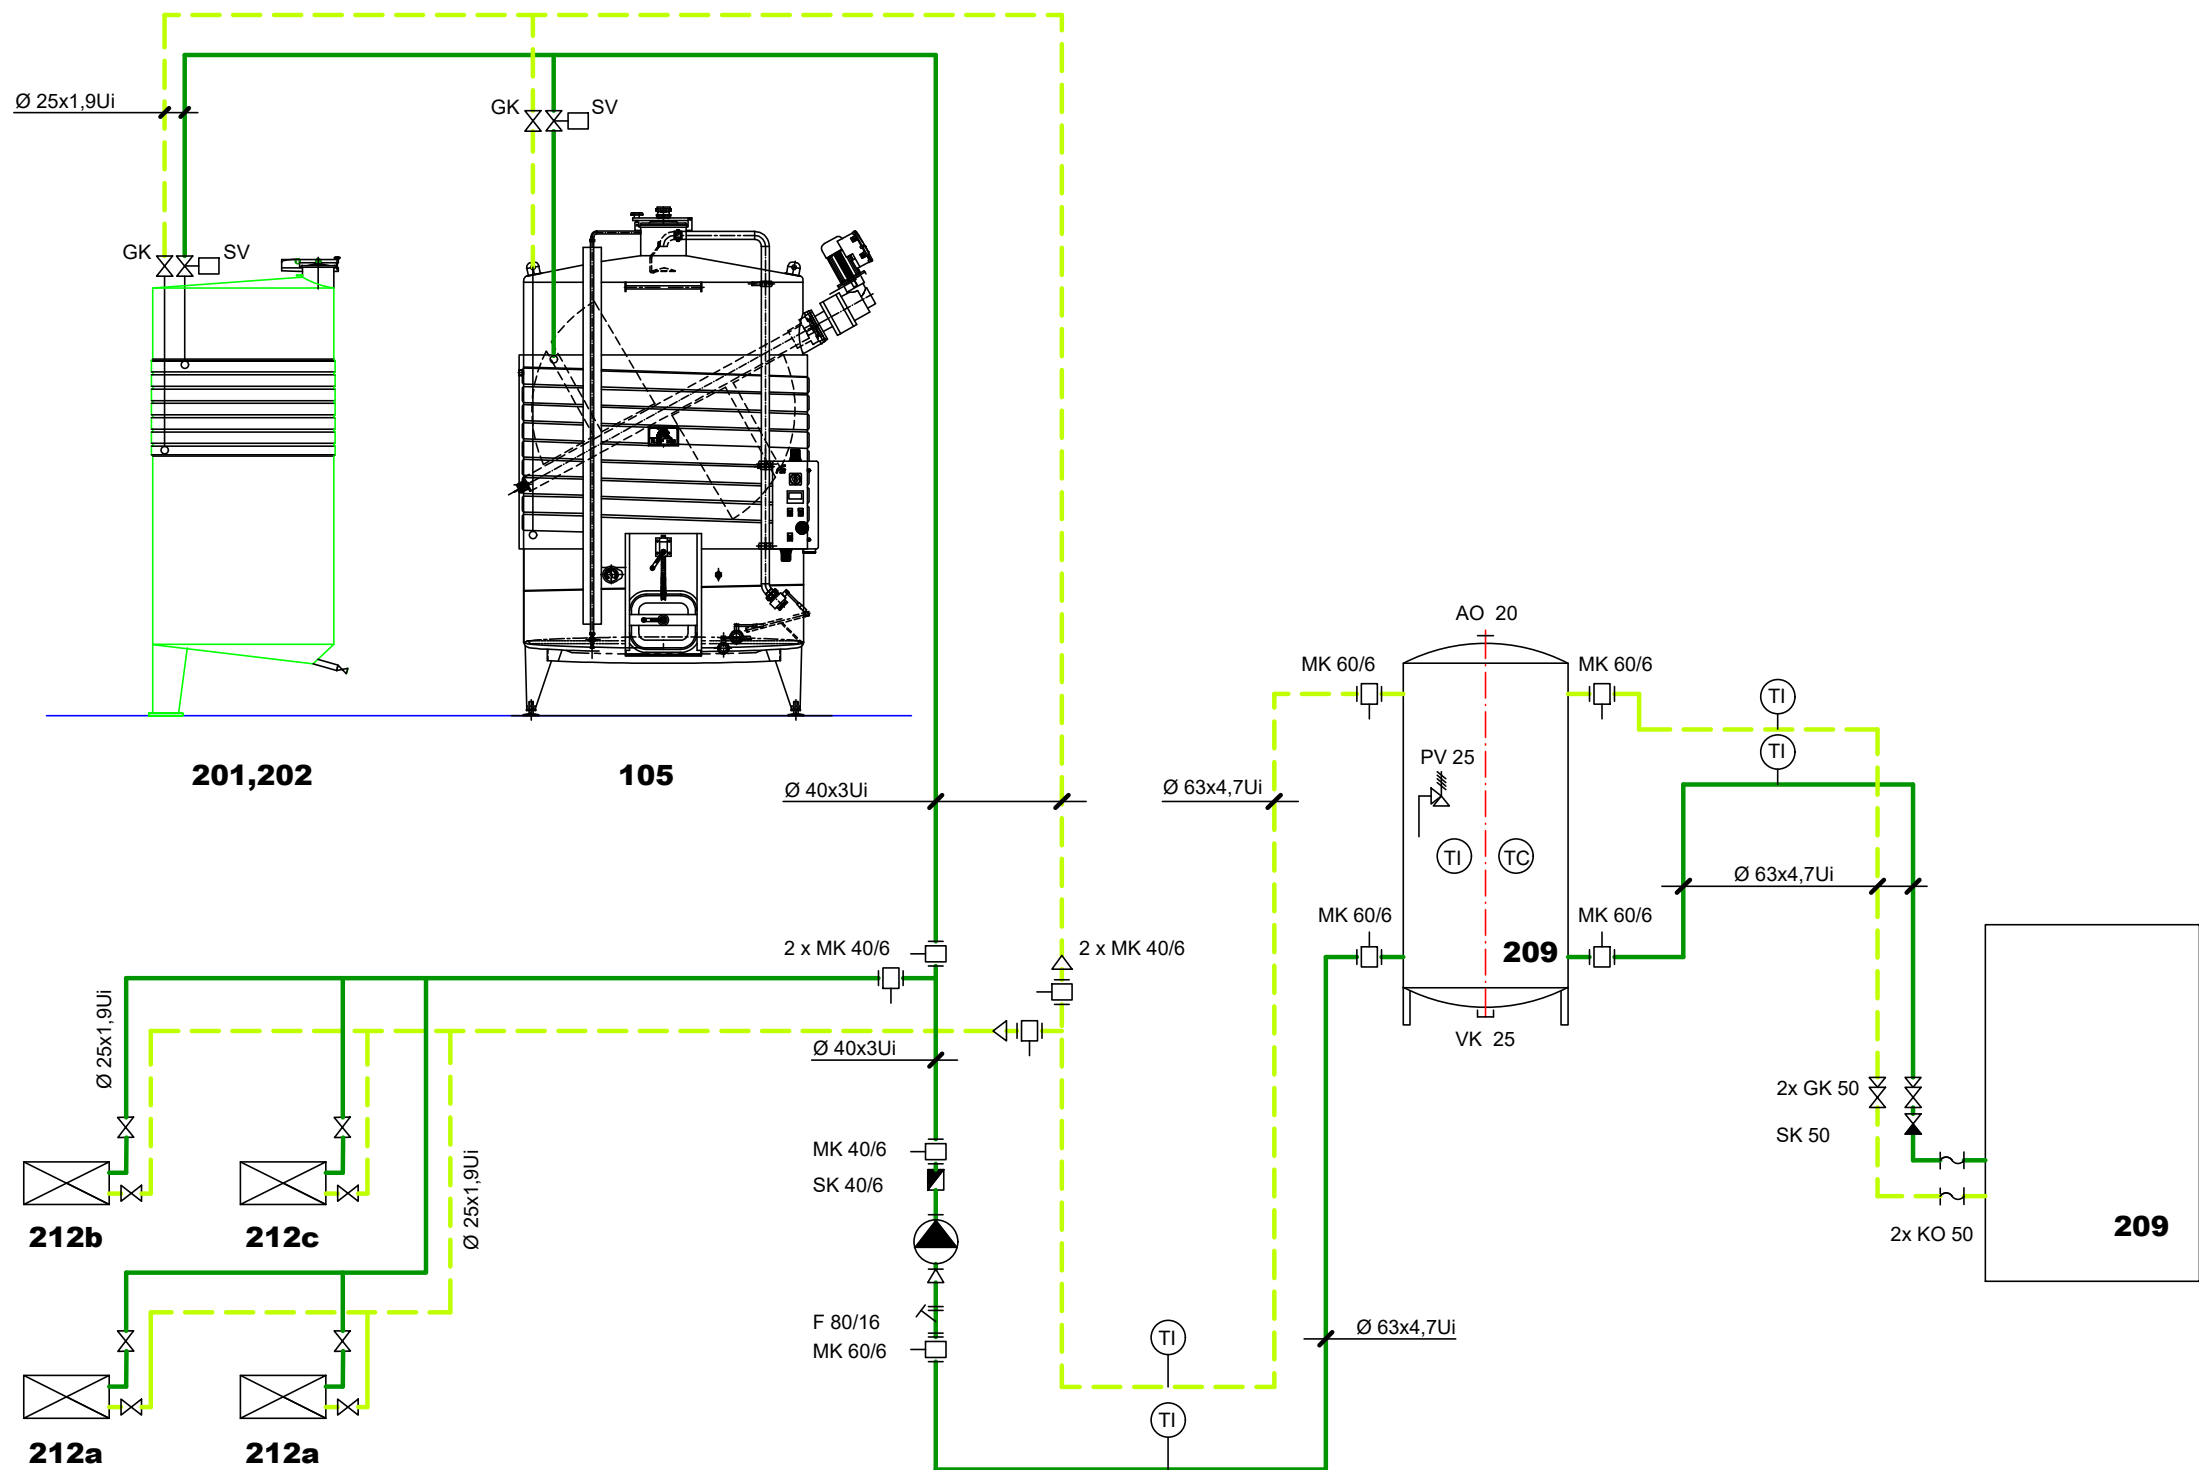 Ø 25x1,9Ui
GK
SV
GK
SV
201,202
105
Ø 40x3Ui
Ø 63x4,7Ui
AO 20
MK 60/6
MK 60/6
TI
TI
PV 25
TI
TC
Ø 63x4,7Ui
MK 60/6
MK 60/6
209
VK 25
2 x MK 40/6
2 x MK 40/6
Ø 25x1,9Ui
Ø 40x3Ui
2x GK 50
SK 50
MK 40/6
SK 40/6
Ø 25x1,9Ui
212b
212c
2x KO 50
209
F 80/16
MK 60/6
TI
Ø 63x4,7Ui
TI
212a
212a